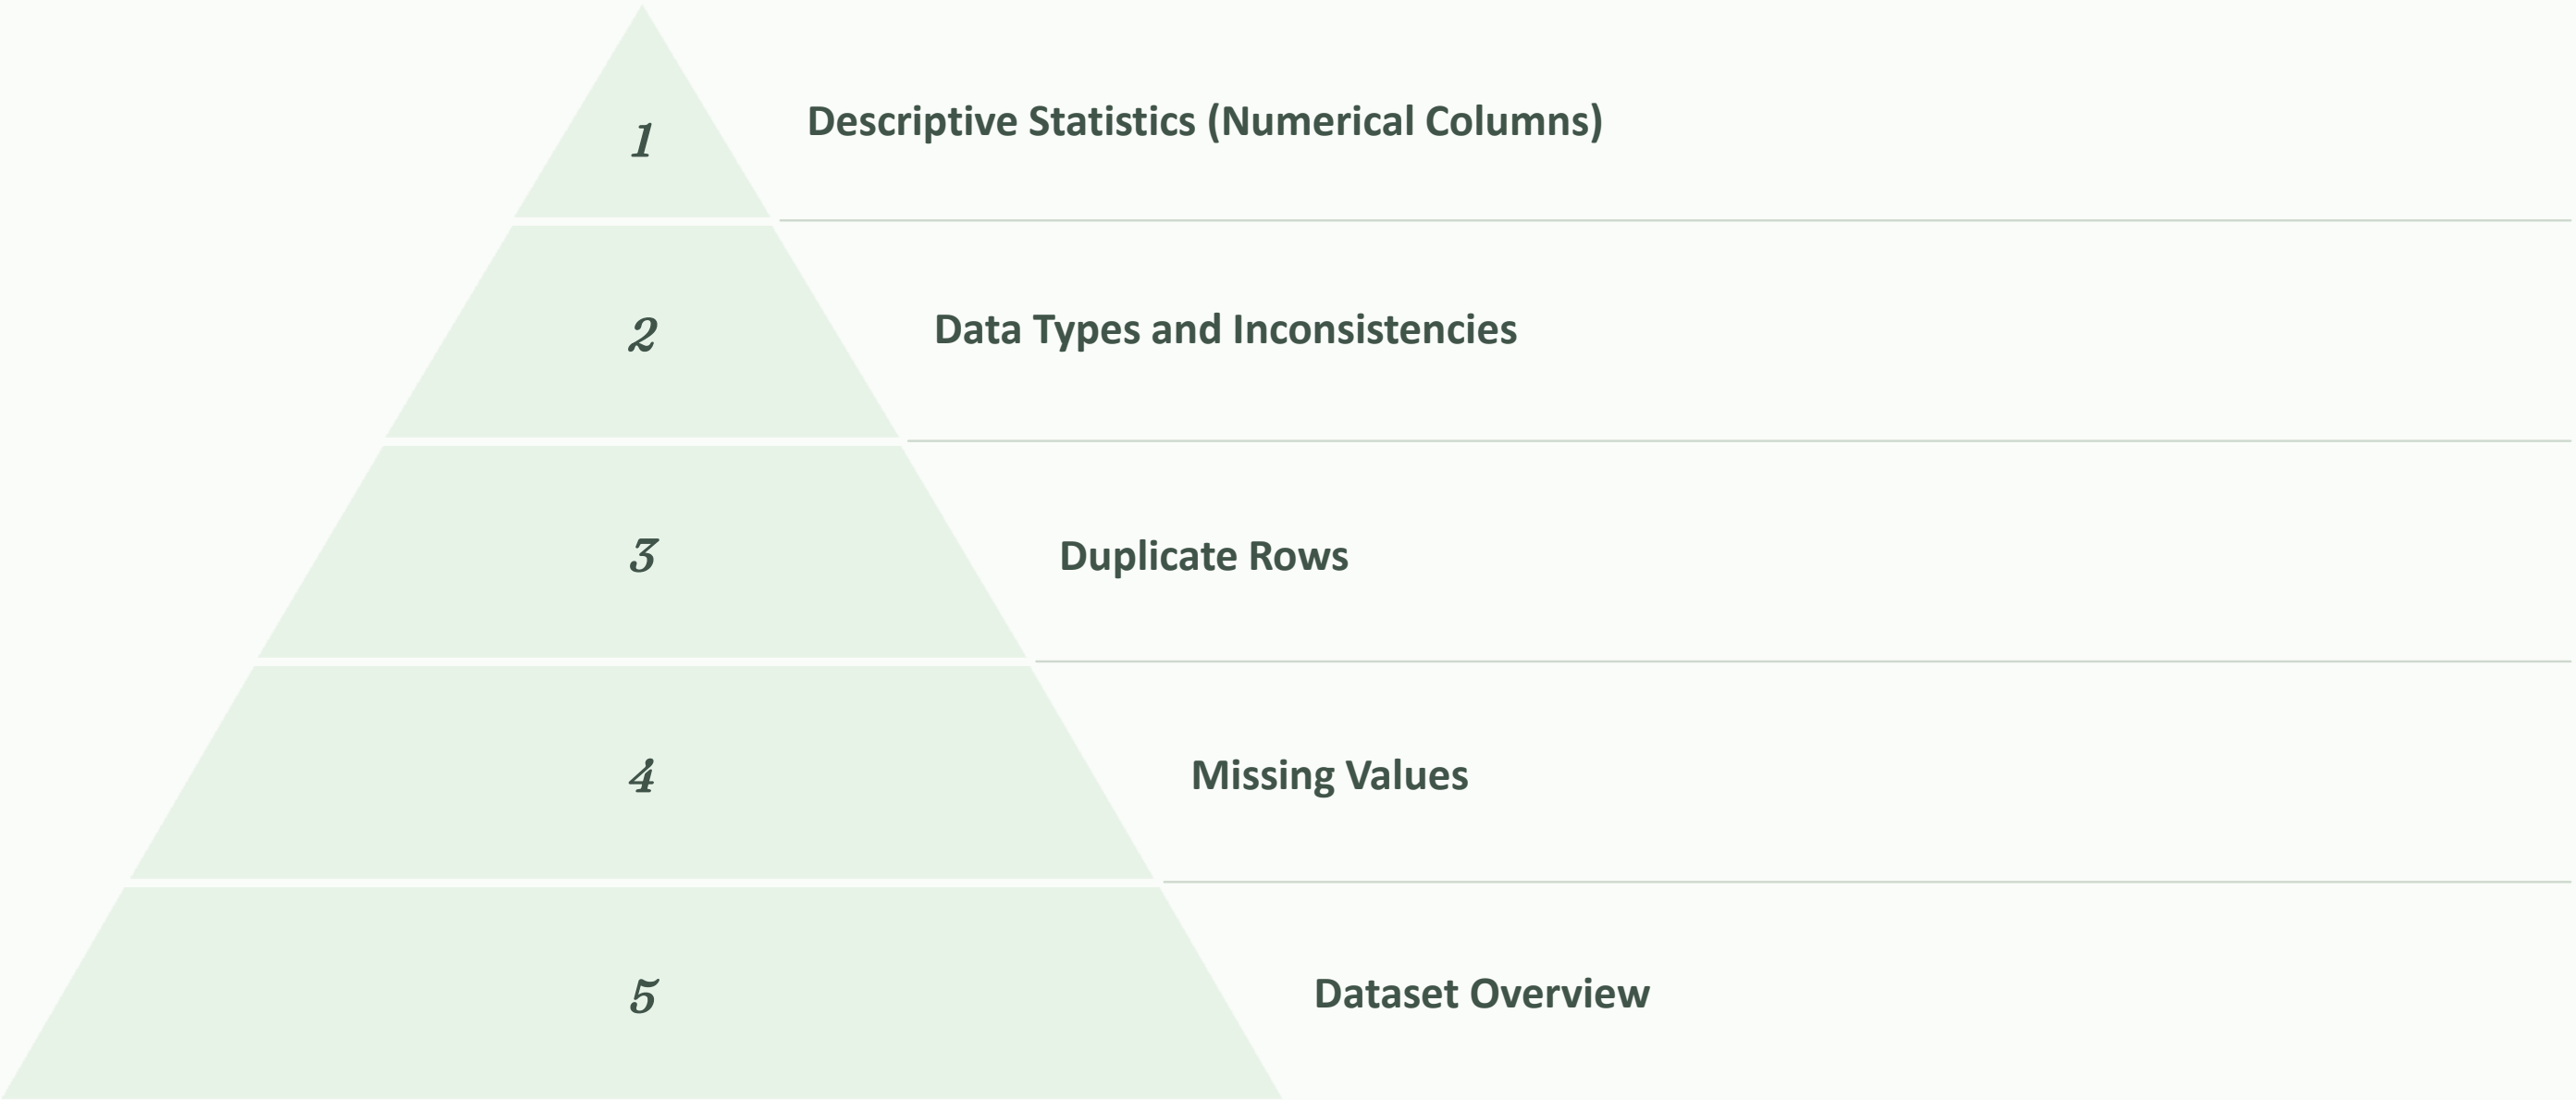 1
Descriptive Statistics (Numerical Columns)
2
Data Types and Inconsistencies
3
Duplicate Rows
4
Missing Values
5
Dataset Overview